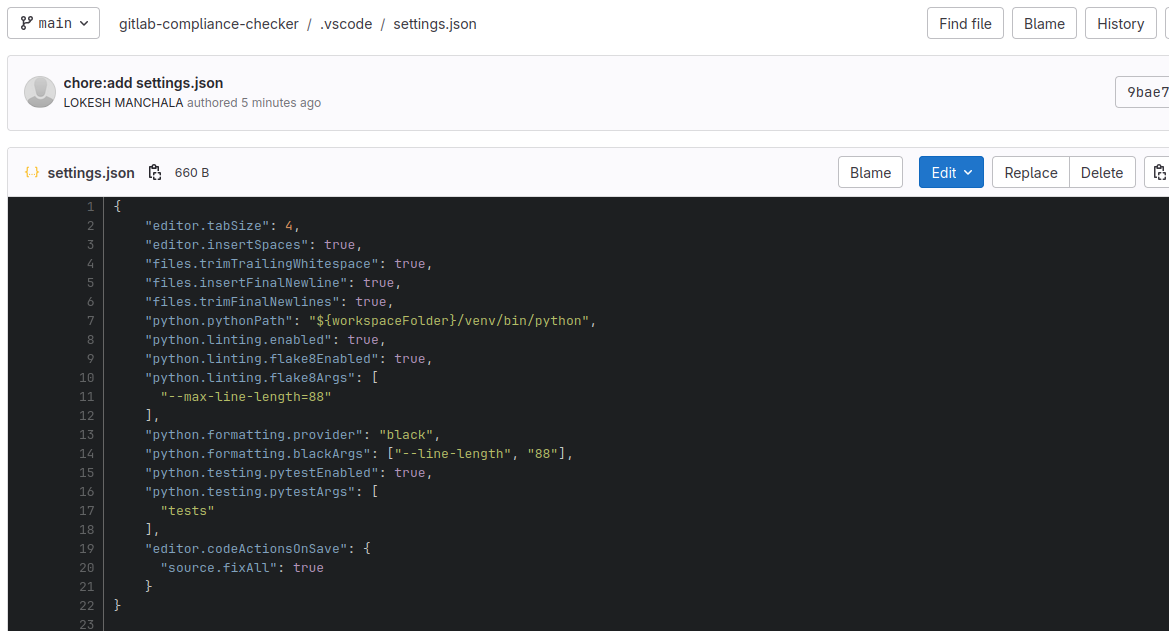 main
gitlab-compliance-checker / .vscode / settings.json
Find file
Blame
History
chore:add settings.json
LOKESH MANCHALA authored 5 minutes ago
9bae7
{..} settings.json
660 B
Blame
Edit
Replace
Delete
1 {
2     "editor.tabSize": 4,
3     "editor.insertSpaces": true,
4     "files.trimTrailingWhitespace": true,
5     "files.insertFinalNewline": true,
6     "files.trimFinalNewlines": true,
7     "python.pythonPath": "${workspaceFolder}/venv/bin/python",
8     "python.linting.enabled": true,
9     "python.linting.flake8Enabled": true,
10     "python.linting.flake8Args": [
11       "--max-line-length=88"
12     ],
13     "python.formatting.provider": "black",
14     "python.formatting.blackArgs": ["--line-length", "88"],
15     "python.testing.pytestEnabled": true,
16     "python.testing.pytestArgs": [
17       "tests"
18     ],
19     "editor.codeActionsOnSave": {
20       "source.fixAll": true
21     }
22 }
23